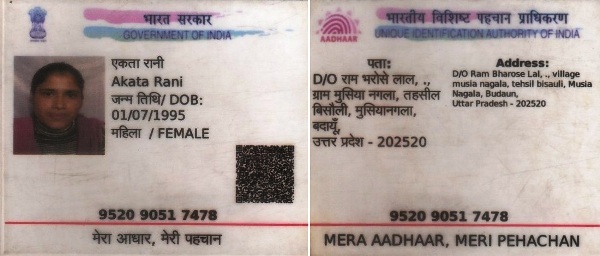 भारत सरकार
GOVERNMENT OF INDIA
एकता रानी
Akata Rani
जन्म तिथि/ DOB:
01/07/1995
महिला / FEMALE
9520 9051 7478
मेरा आधार, मेरी पहचान
भारतीय विशिष्ट पहचान प्राधिकरण
UNIQUE IDENTIFICATION AUTHORITY OF INDIA
AADHAAR
पता:
D/O राम भरोसे लाल, .,
ग्राम मुसिया नगला, तहसील
बिसौली, मुसियानगला,
बदायूँ,
उत्तर प्रदेश - 202520
Address:
D/O Ram Bharose Lal, ., village
musia nagala, tehsil bisauli, Musia
Nagala, Budaun,
Uttar Pradesh - 202520
9520 9051 7478
MERA AADHAAR, MERI PEHACHAN